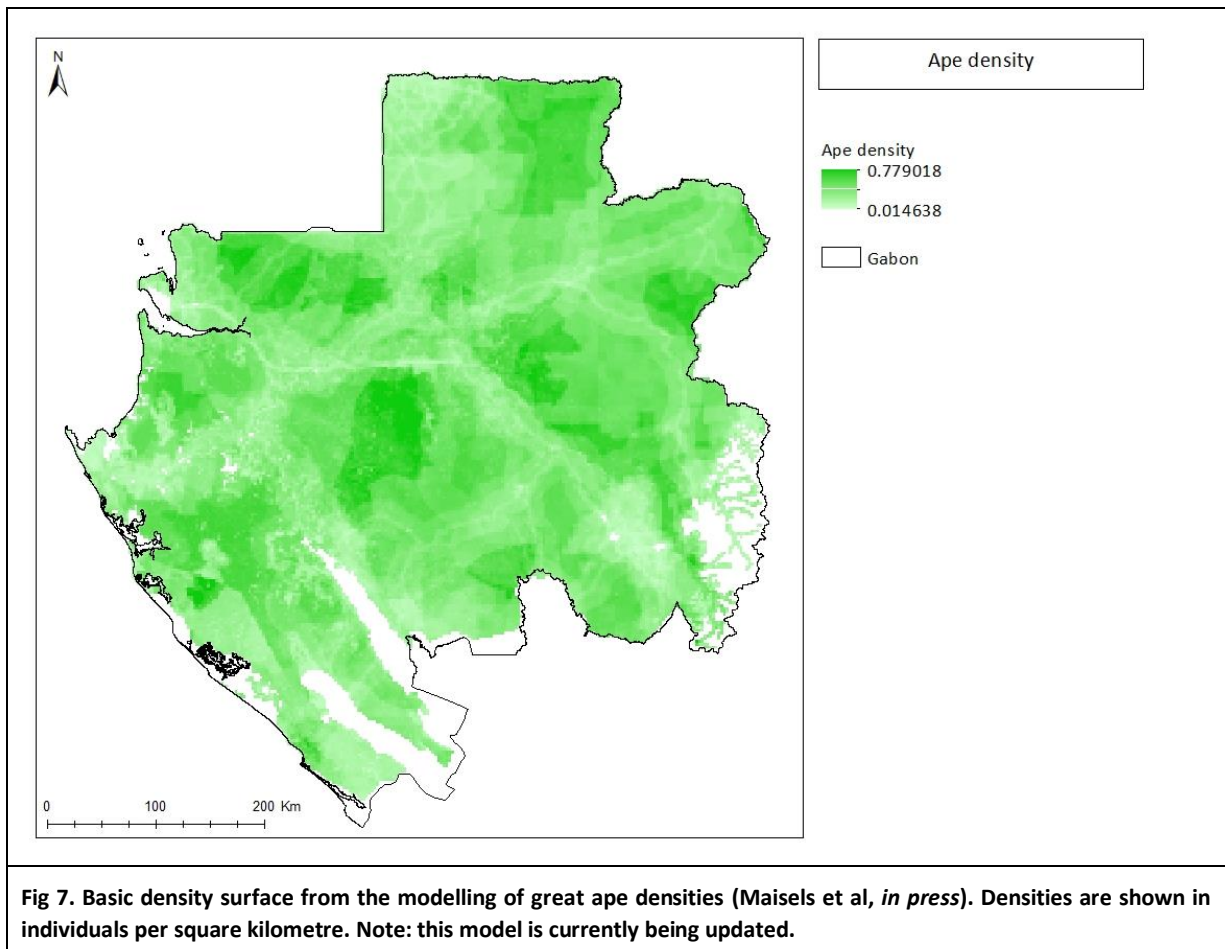 N
Ape density
Ape density
0.779018
0.014638
Gabon
0 100 200 Km
Fig 7. Basic density surface from the modelling of great ape densities (Maisels et al, in press). Densities are shown in
individuals per square kilometre. Note: this model is currently being updated.